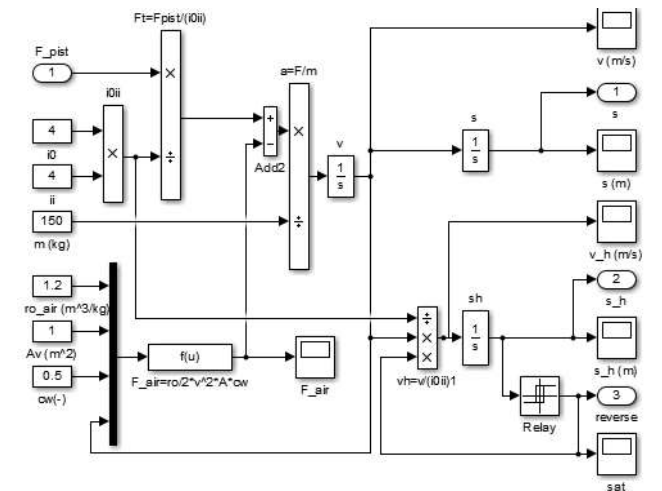 Ft=Fpist/(i0ii)
F_pist
1
×
÷
i0ii
4
i0
4
ii
×
150
m (kg)
a=F/m
+
−
Add2
×
÷
v
1
s
v (m/s)
1
s
s
1
s
s (m)
v_h (m/s)
2
s_h
s_h (m)
3
reverse
sat
1.2
ro_air (m^3/kg)
1
Av (m^2)
0.5
cw(-)
f(u)
F_air=ro/2*v^2*A*cw
F_air
÷
×
×
vh=v/(i0ii)1
sh
1
s
Relay